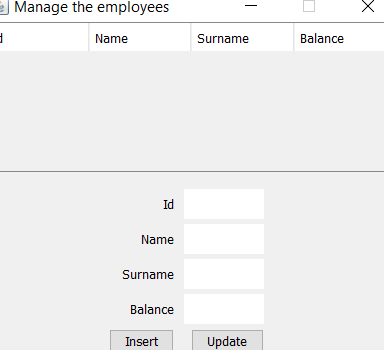 Manage the employees
d Name Surname Balance
Id
Name
Surname
Balance
Insert Update